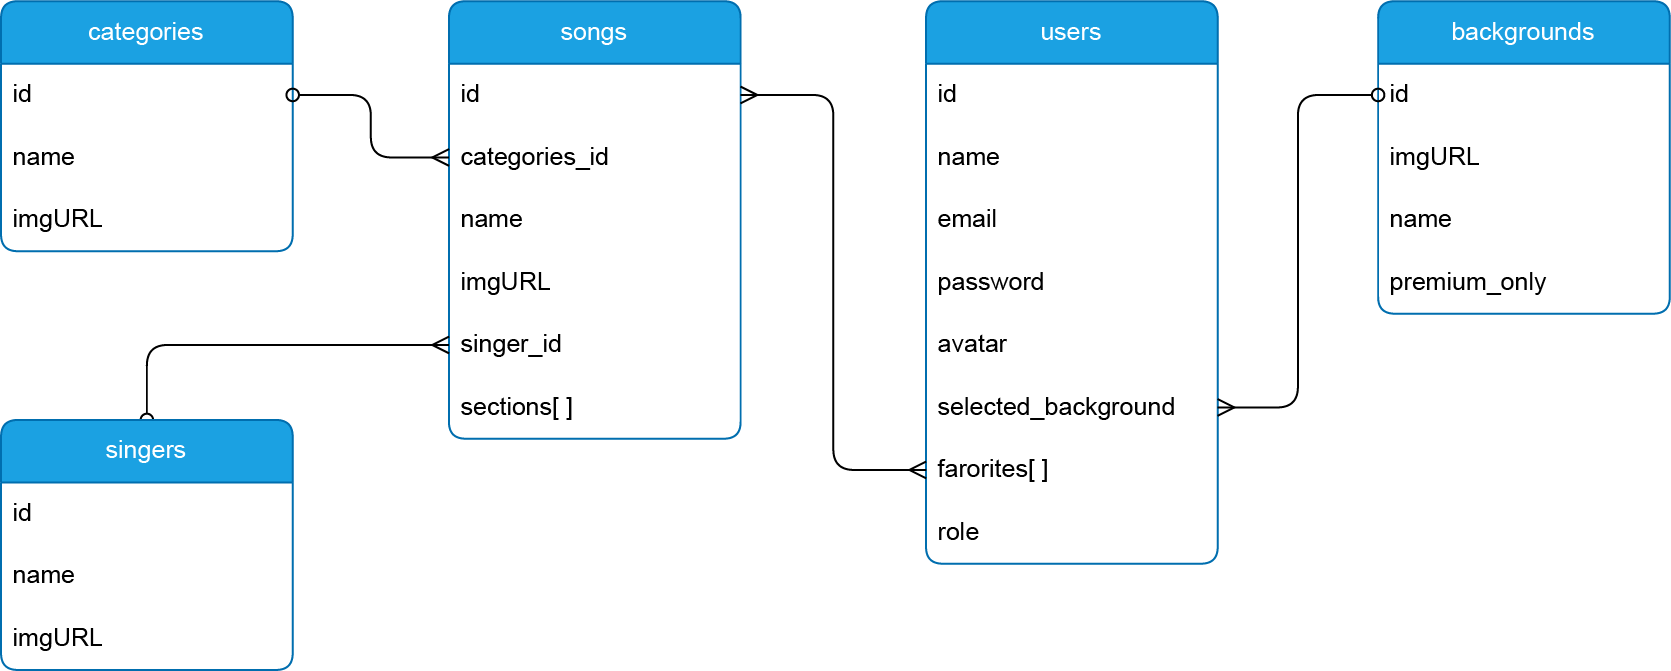 categories
id
name
imgURL
songs
id
categories_id
name
imgURL
singer_id
sections[ ]
users
id
name
email
password
avatar
selected_background
farorites[ ]
role
backgrounds
id
imgURL
name
premium_only
singers
id
name
imgURL